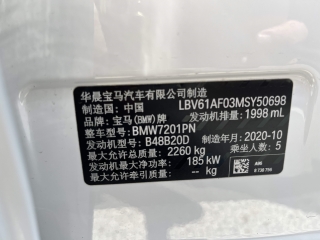 华晨宝马汽车有限公司制造
制造国: 中国 LBV61AF03MSY50698
品牌: 宝马(BMW)牌 发动机排量: 1998 mL
整车型号: BMW7201PN
发动机型号: B48B20D 制造年月: 2020-10
最大允许总质量: 2260 kg 乘坐人数: 5
发动机最大净功率: 185 kW
最大允许牵引质量: -- kg